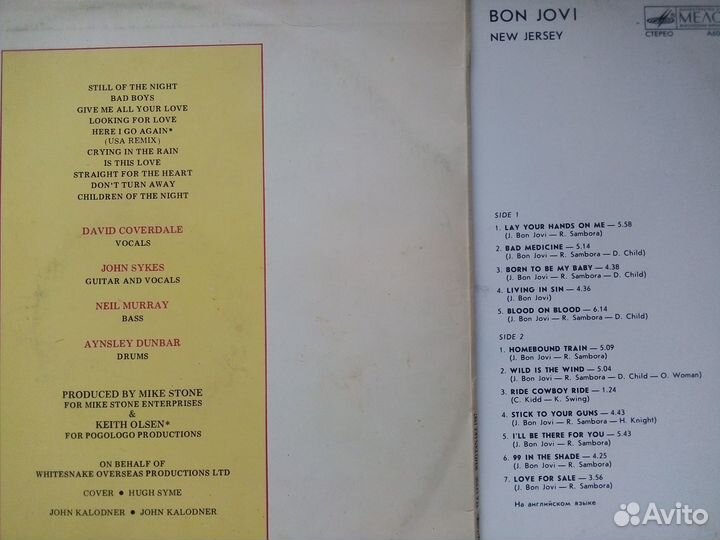 STILL OF THE NIGHT
BAD BOYS
GIVE ME ALL YOUR LOVE
LOOKING FOR LOVE
HERE I GO AGAIN*
(USA REMIX)
CRYING IN THE RAIN
IS THIS LOVE
STRAIGHT FOR THE HEART
DON'T TURN AWAY
CHILDREN OF THE NIGHT
DAVID COVERDALE
VOCALS
JOHN SYKES
GUITAR AND VOCALS
NEIL MURRAY
BASS
AYNSLEY DUNBAR
DRUMS
PRODUCED BY MIKE STONE
FOR MIKE STONE ENTERPRISES
&
KEITH OLSEN*
FOR POGOLOGO PRODUCTIONS
ON BEHALF OF
WHITESNAKE OVERSEAS PRODUCTIONS LTD
COVER • HUGH SYME
JOHN KALODNER • JOHN KALODNER
BON JOVI
NEW JERSEY
СТЕРЕО
SIDE 1
1. LAY YOUR HANDS ON ME — 5.58
(J. Bon Jovi — R. Sambora)
2. BAD MEDICINE — 5.14
(J. Bon Jovi — R. Sambora — D. Child)
3. BORN TO BE MY BABY — 4.38
(J. Bon Jovi — R. Sambora — D. Child)
4. LIVING IN SIN — 4.36
(J. Bon Jovi)
5. BLOOD ON BLOOD — 6.14
(J. Bon Jovi — R. Sambora — D. Child)
SIDE 2
1. HOMEBOUND TRAIN — 5.09
(J. Bon Jovi — R. Sambora)
2. WILD IS THE WIND — 5.04
(J. Bon Jovi — R. Sambora — D. Child — O. Woman)
3. RIDE COWBOY RIDE — 1.24
(C. Kidd — K. Swing)
4. STICK TO YOUR GUNS — 4.43
(J. Bon Jovi — R. Sambora — H. Knight)
5. I'LL BE THERE FOR YOU — 5.43
(J. Bon Jovi — R. Sambora)
6. 99 IN THE SHADE — 4.25
(J. Bon Jovi — R. Sambora)
7. LOVE FOR SALE — 3.56
(J. Bon Jovi — R. Sambora)
На английском языке
Avito